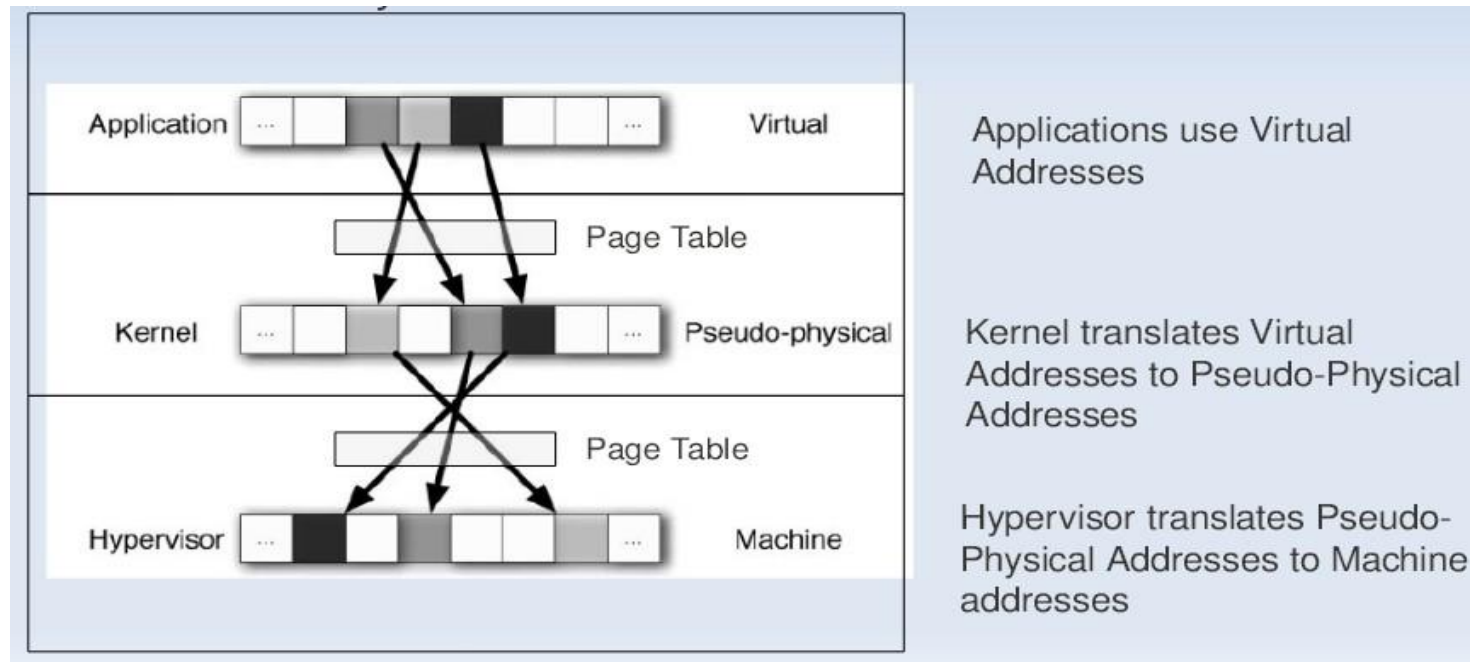 Application ... ... Virtual
Applications use Virtual
Addresses
Page Table
Kernel ... ... Pseudo-physical
Kernel translates Virtual
Addresses to Pseudo-Physical
Addresses
Page Table
Hypervisor ... ... Machine
Hypervisor translates Pseudo-
Physical Addresses to Machine
addresses